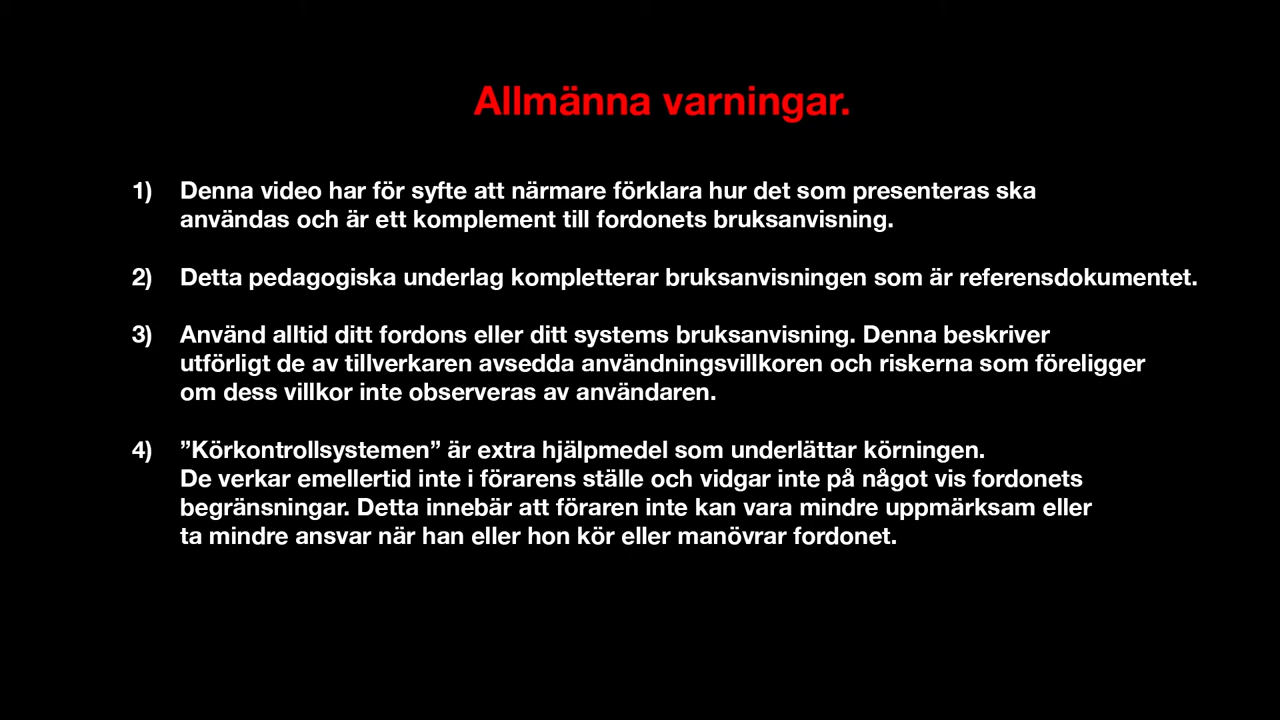 Allmänna varningar.
1) Denna video har för syfte att närmare förklara hur det som presenteras ska
användas och är ett komplement till fordonets bruksanvisning.
2) Detta pedagogiska underlag kompletterar bruksanvisningen som är referensdokumentet.
3) Använd alltid ditt fordons eller ditt systems bruksanvisning. Denna beskriver
utförligt de av tillverkaren avsedda användningsvillkoren och riskerna som föreligger
om dess villkor inte observeras av användaren.
4) ”Körkontrollsystemen” är extra hjälpmedel som underlättar körningen.
De verkar emellertid inte i förarens ställe och vidgar inte på något vis fordonets
begränsningar. Detta innebär att föraren inte kan vara mindre uppmärksam eller
ta mindre ansvar när han eller hon kör eller manövrar fordonet.